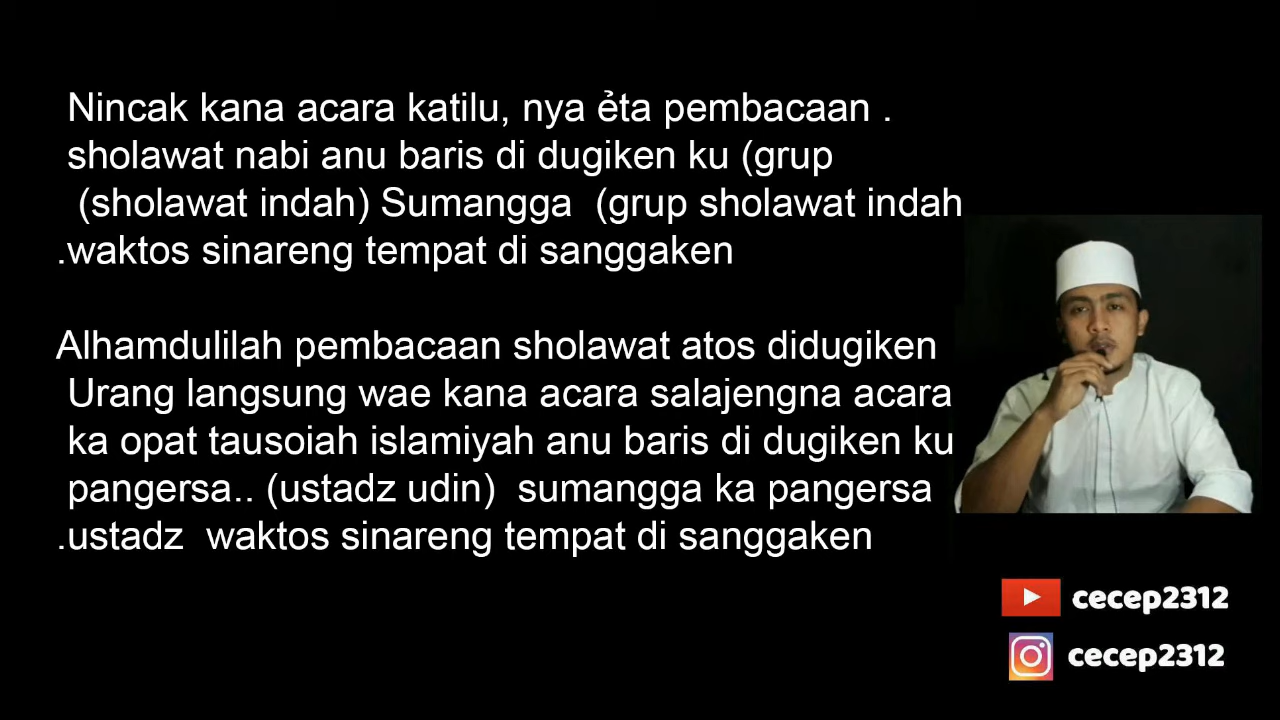 Nincak kana acara katilu, nya ẻta pembacaan .
sholawat nabi anu baris di dugiken ku (grup
(sholawat indah) Sumangga  (grup sholawat indah
.waktos sinareng tempat di sanggaken
Alhamdulilah pembacaan sholawat atos didugiken
Urang langsung wae kana acara salajengna acara
ka opat tausoiah islamiyah anu baris di dugiken ku
pangersa.. (ustadz udin)  sumangga ka pangersa
.ustadz  waktos sinareng tempat di sanggaken
cecep2312
cecep2312